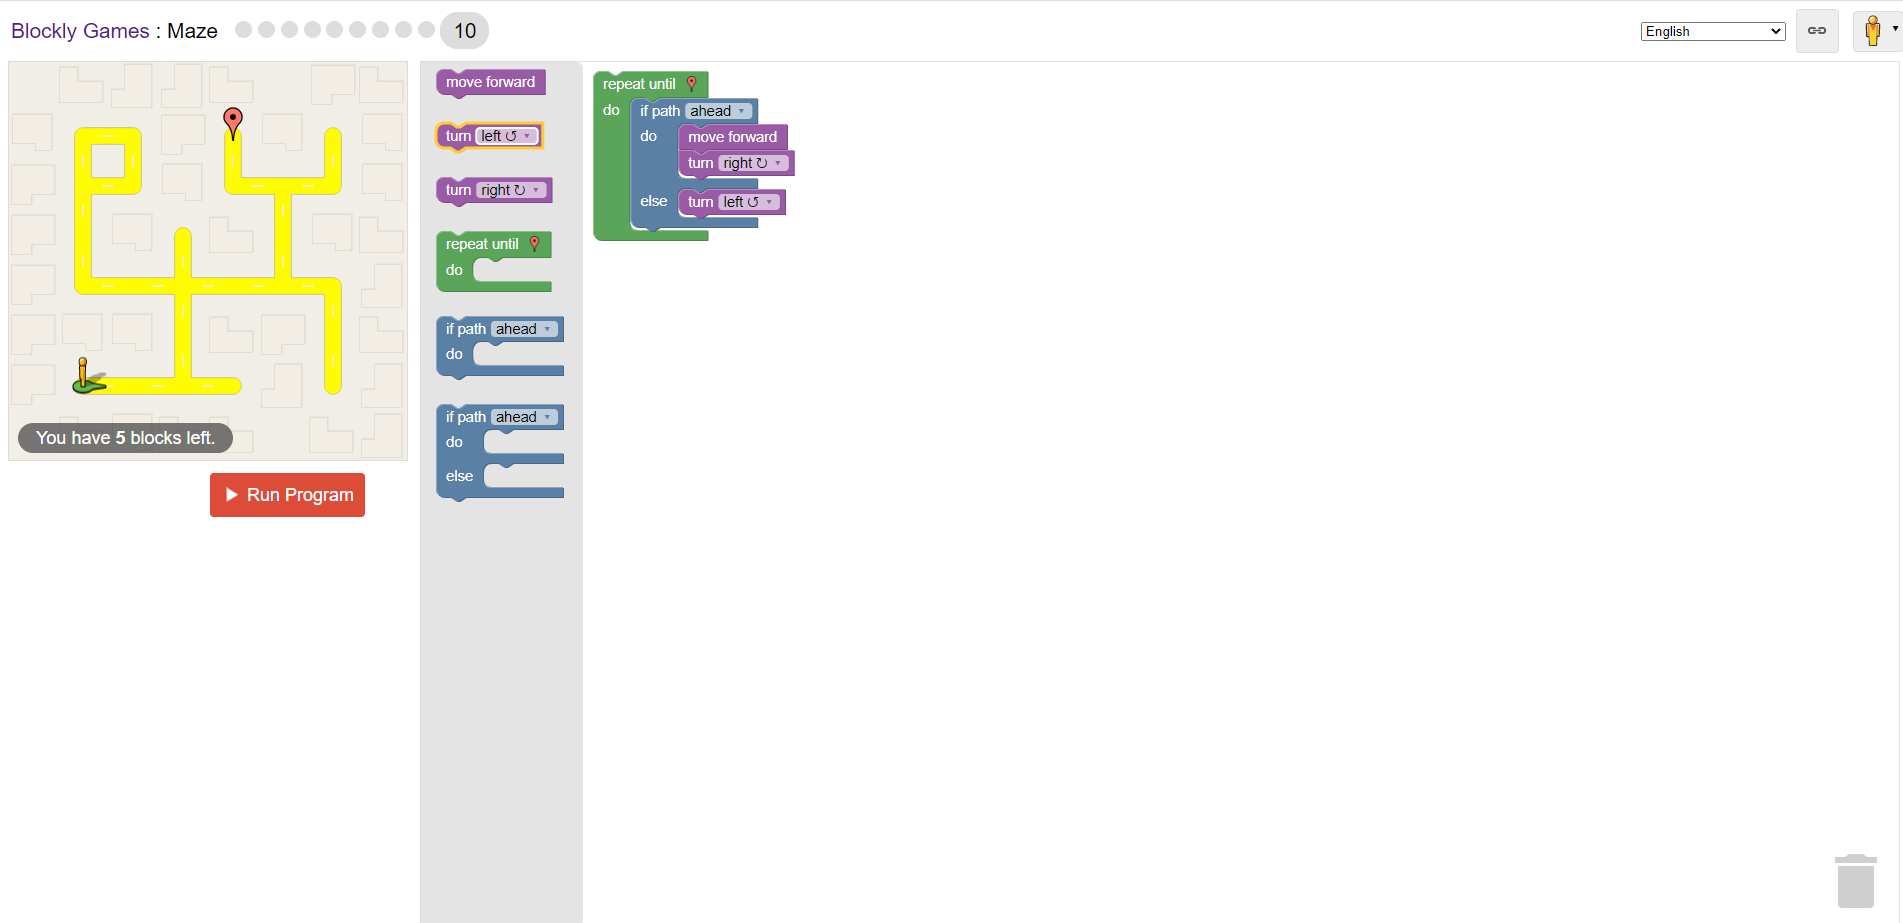 Blockly Games : Maze
10
English
You have 5 blocks left.
Run Program
move forward
turn left ↺
turn right ↻
repeat until
do
if path ahead
do
if path ahead
do
else
repeat until
do if path ahead
do move forward
turn right ↻
else turn left ↺